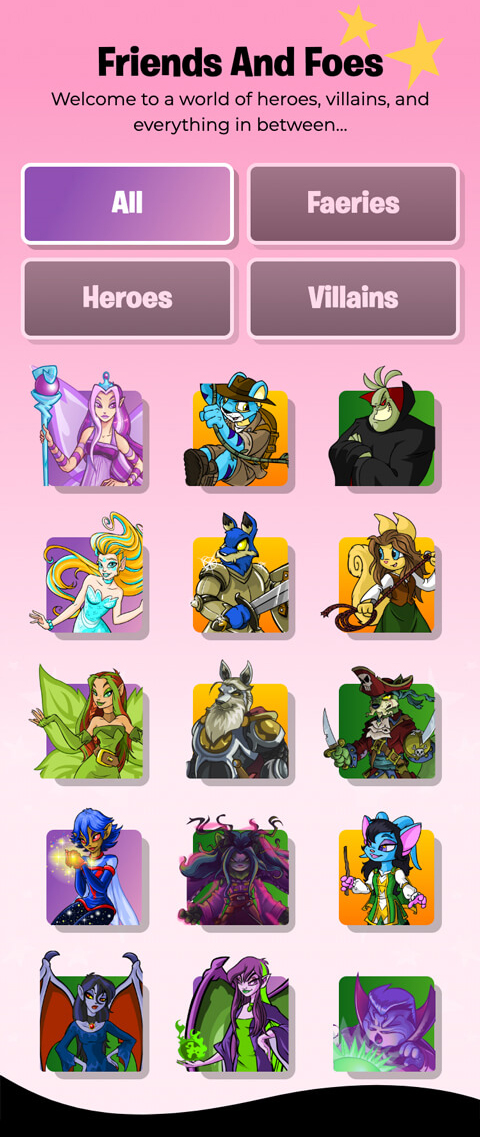 Friends And Foes
Welcome to a world of heroes, villains, and
everything in between...
All
Faeries
Heroes
Villains